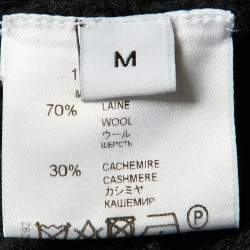 M
70%
LAINE
WOOL
ウール
ШЕРСТЬ
30%
CACHEMIRE
CASHMERE
カシミヤ
КАШЕМИР
P